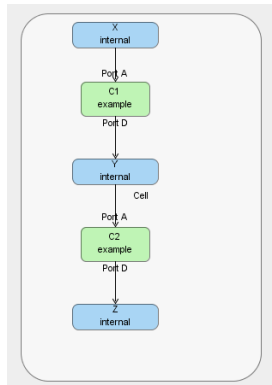 X
internal
Port A
C1
example
Port D
Y
internal
Cell
Port A
C2
example
Port D
Z
internal